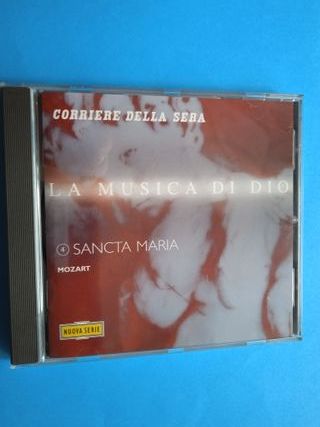 CORRIERE DELLA SERA
LA MUSICA DI DIO
4 SANCTA MARIA
MOZART
NUOVA SERIE